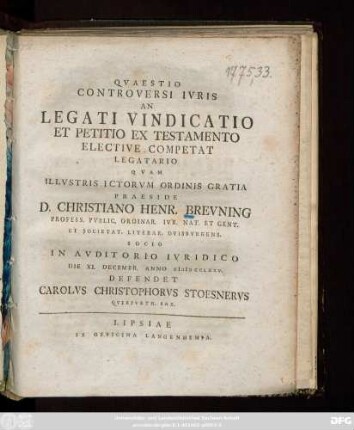 177533.
QVAESTIO
CONTROVERSI IVRIS
AN
LEGATI VINDICATIO
ET PETITIO EX TESTAMENTO
ELECTIVE COMPETAT
LEGATARIO
QVAM
ILLVSTRIS ICTORVM ORDINIS GRATIA
PRAESIDE
D. CHRISTIANO HENR. BREVNING
PROFESS. PVBLIC. ORDINAR. IVR. NAT. ET GENT.
ET SOCIETAT. LITERAR. DVISBVRGENS.
SOCIO
IN AVDITORIO IVRIDICO
DIE XI. DECEMBR. ANNO
DEFENDET
CAROLVS CHRISTOPHORVS STOESNERVS
QVERFVRTH. SAX.
LIPSIAE
EX OFFICINA LANGENHEMIA.